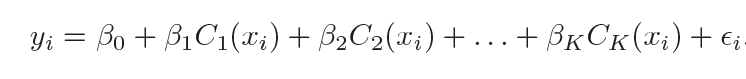 y_i = β_0 + β_1C_1(x_i) + β_2C_2(x_i) + … + β_KC_K(x_i) + ϵ_i.